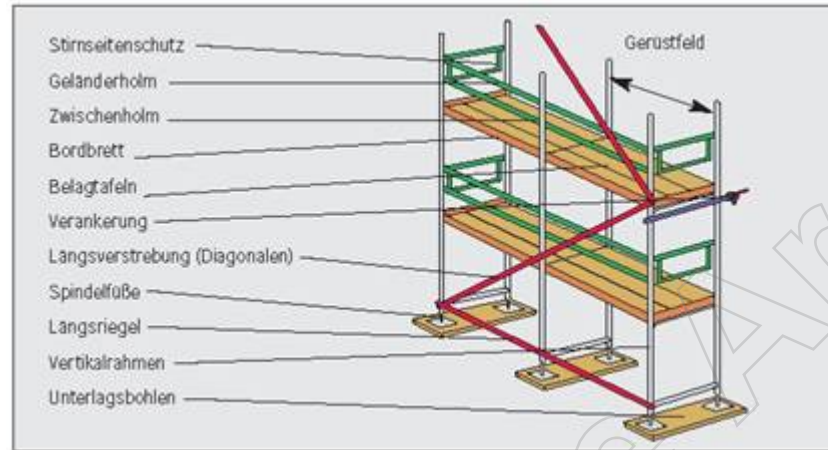 Stirnseitenschutz
Geländerholm
Zwischenholm
Bordbrett
Belagtafeln
Verankerung
Längsverstrebung (Diagonalen)
Spindelfüße
Längsriegel
Vertikalrahmen
Unterlagsbohlen
Gerüstfeld